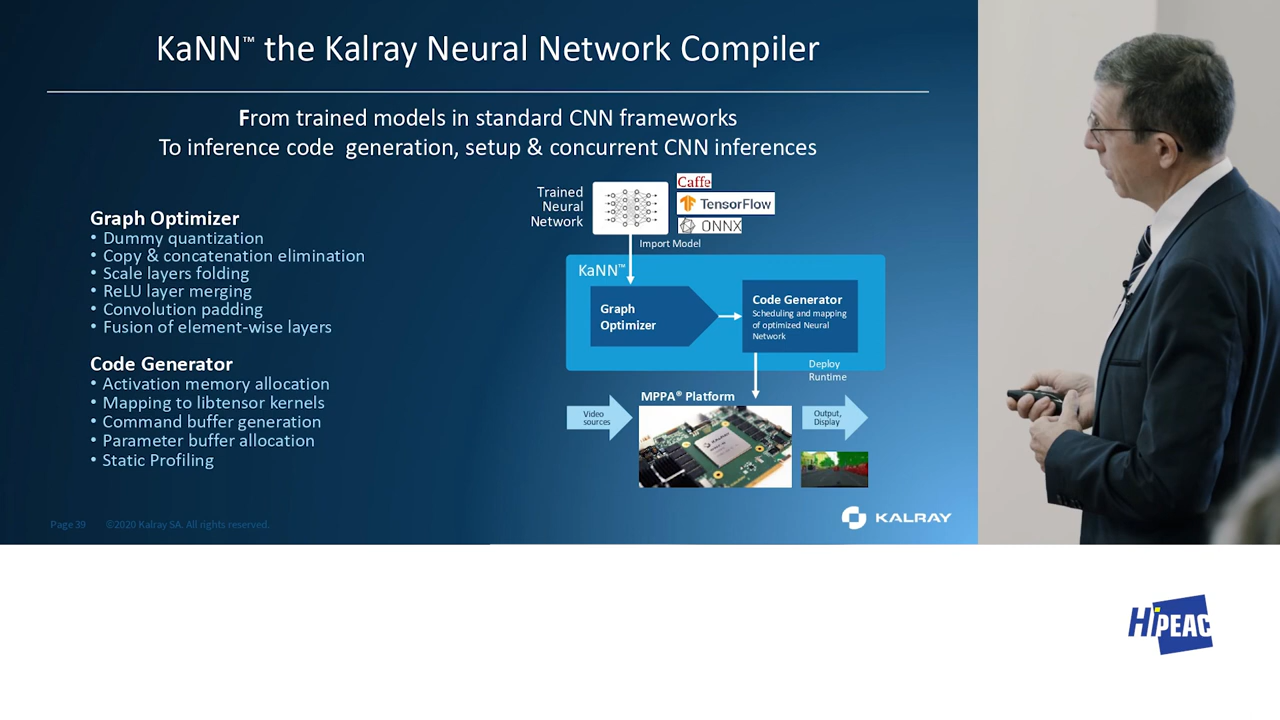 KaNN™ the Kalray Neural Network Compiler
From trained models in standard CNN frameworks
To inference code generation, setup & concurrent CNN inferences
Graph Optimizer
• Dummy quantization
• Copy & concatenation elimination
• Scale layers folding
• ReLU layer merging
• Convolution padding
• Fusion of element-wise layers
Code Generator
• Activation memory allocation
• Mapping to libtensor kernels
• Command buffer generation
• Parameter buffer allocation
• Static Profiling
Trained
Neural
Network
Caffe
TensorFlow
ONNX
Import Model
KaNN™
Graph
Optimizer
Code Generator
Scheduling and mapping
of optimized Neural
Network
Deploy
Runtime
MPPA® Platform
Video
sources
KALRAY
Output,
Display
Page 39 ©2020 Kalray SA. All rights reserved.
KALRAY
HiPEAC